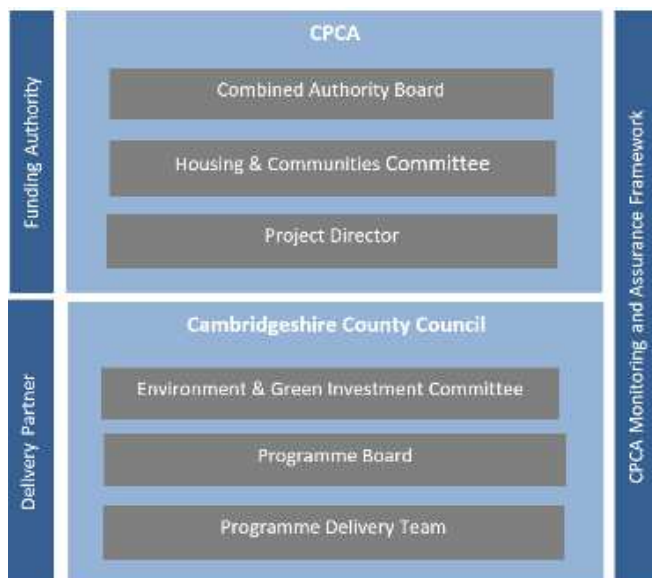 Funding Authority
CPCA
Combined Authority Board
Housing & Communities Committee
Project Director
Delivery Partner
Cambridgeshire County Council
Environment & Green Investment Committee
Programme Board
Programme Delivery Team
CPCA Monitoring and Assurance Framework